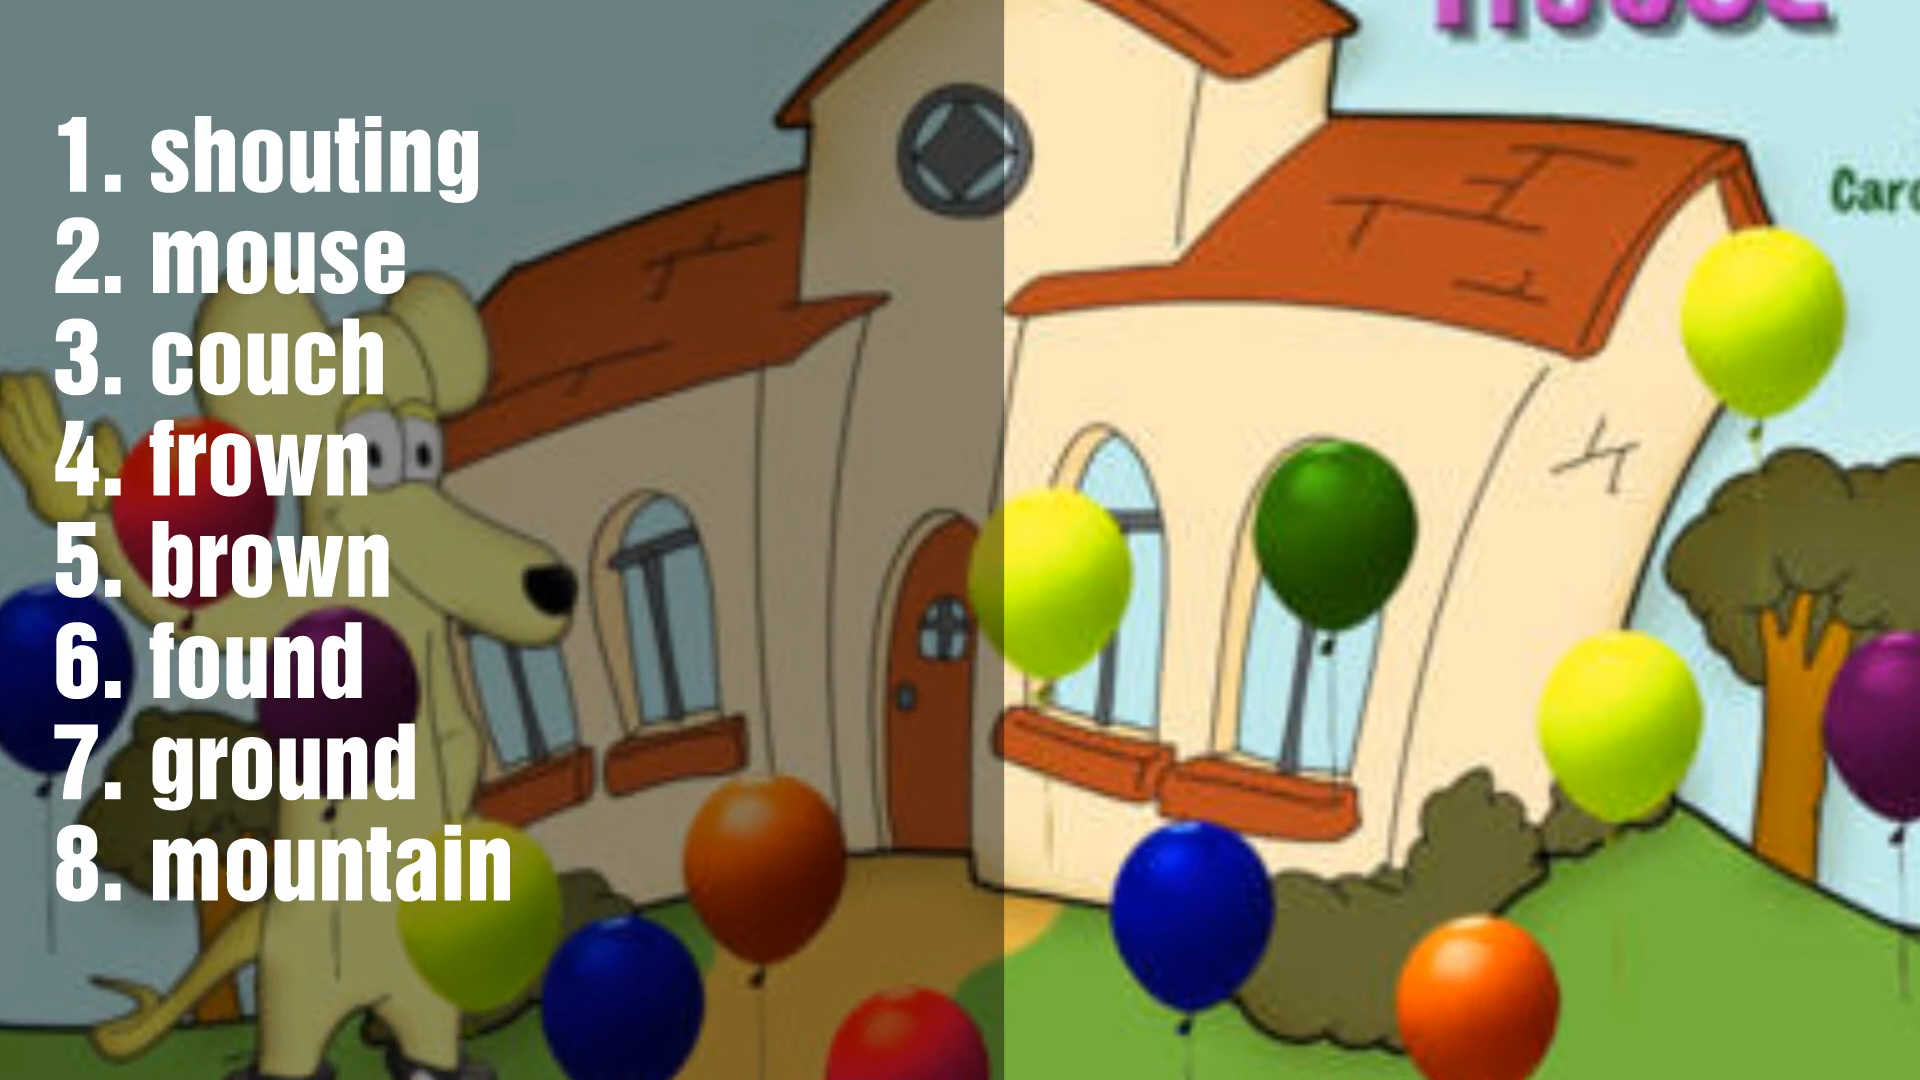 1. shouting
2. mouse
3. couch
4. frown
5. brown
6. found
7. ground
8. mountain